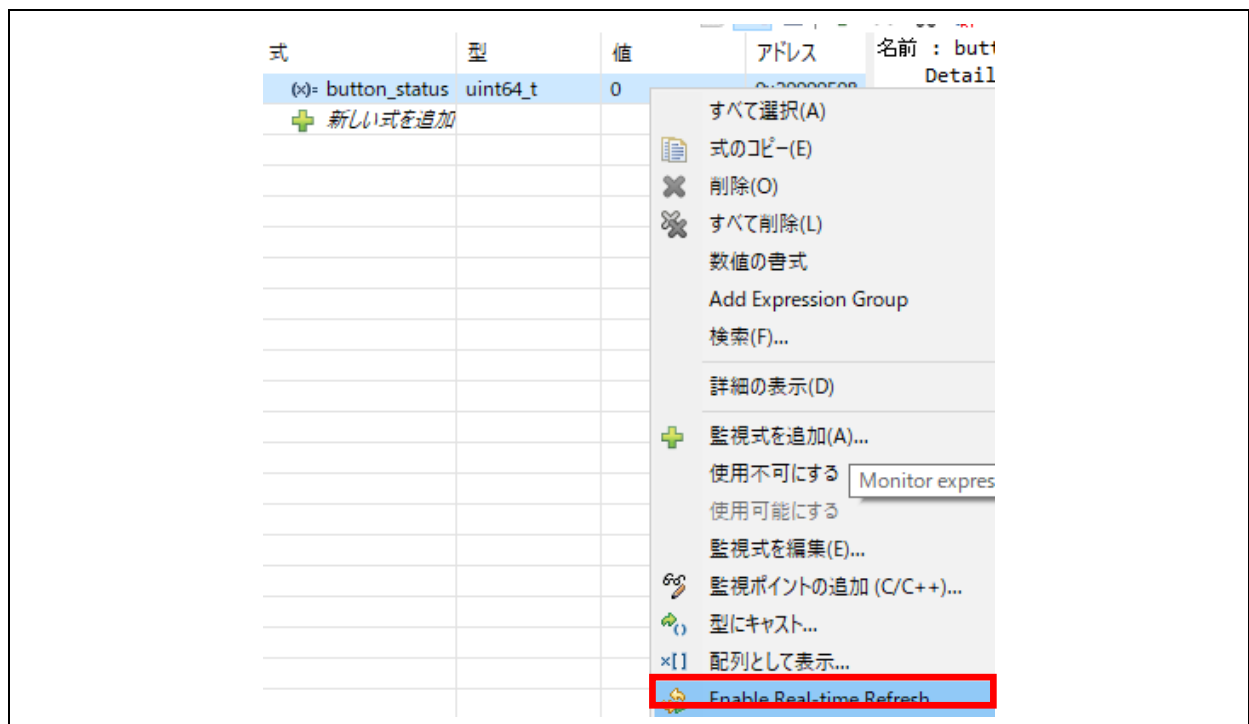 式 型 値 アドレス 名前 : butt
Detail
(x)= button_status uint64_t 0 0x20000508
新しい式を追加
すべて選択(A)
式のコピー(E)
削除(O)
すべて削除(L)
数値の書式
Add Expression Group
検索(F)...
詳細の表示(D)
監視式を追加(A)...
使用不可にする Monitor expres
使用可能にする
監視式を編集(E)...
監視ポイントの追加 (C/C++)...
型にキャスト...
×[] 配列として表示...
Enable Real-time Refresh